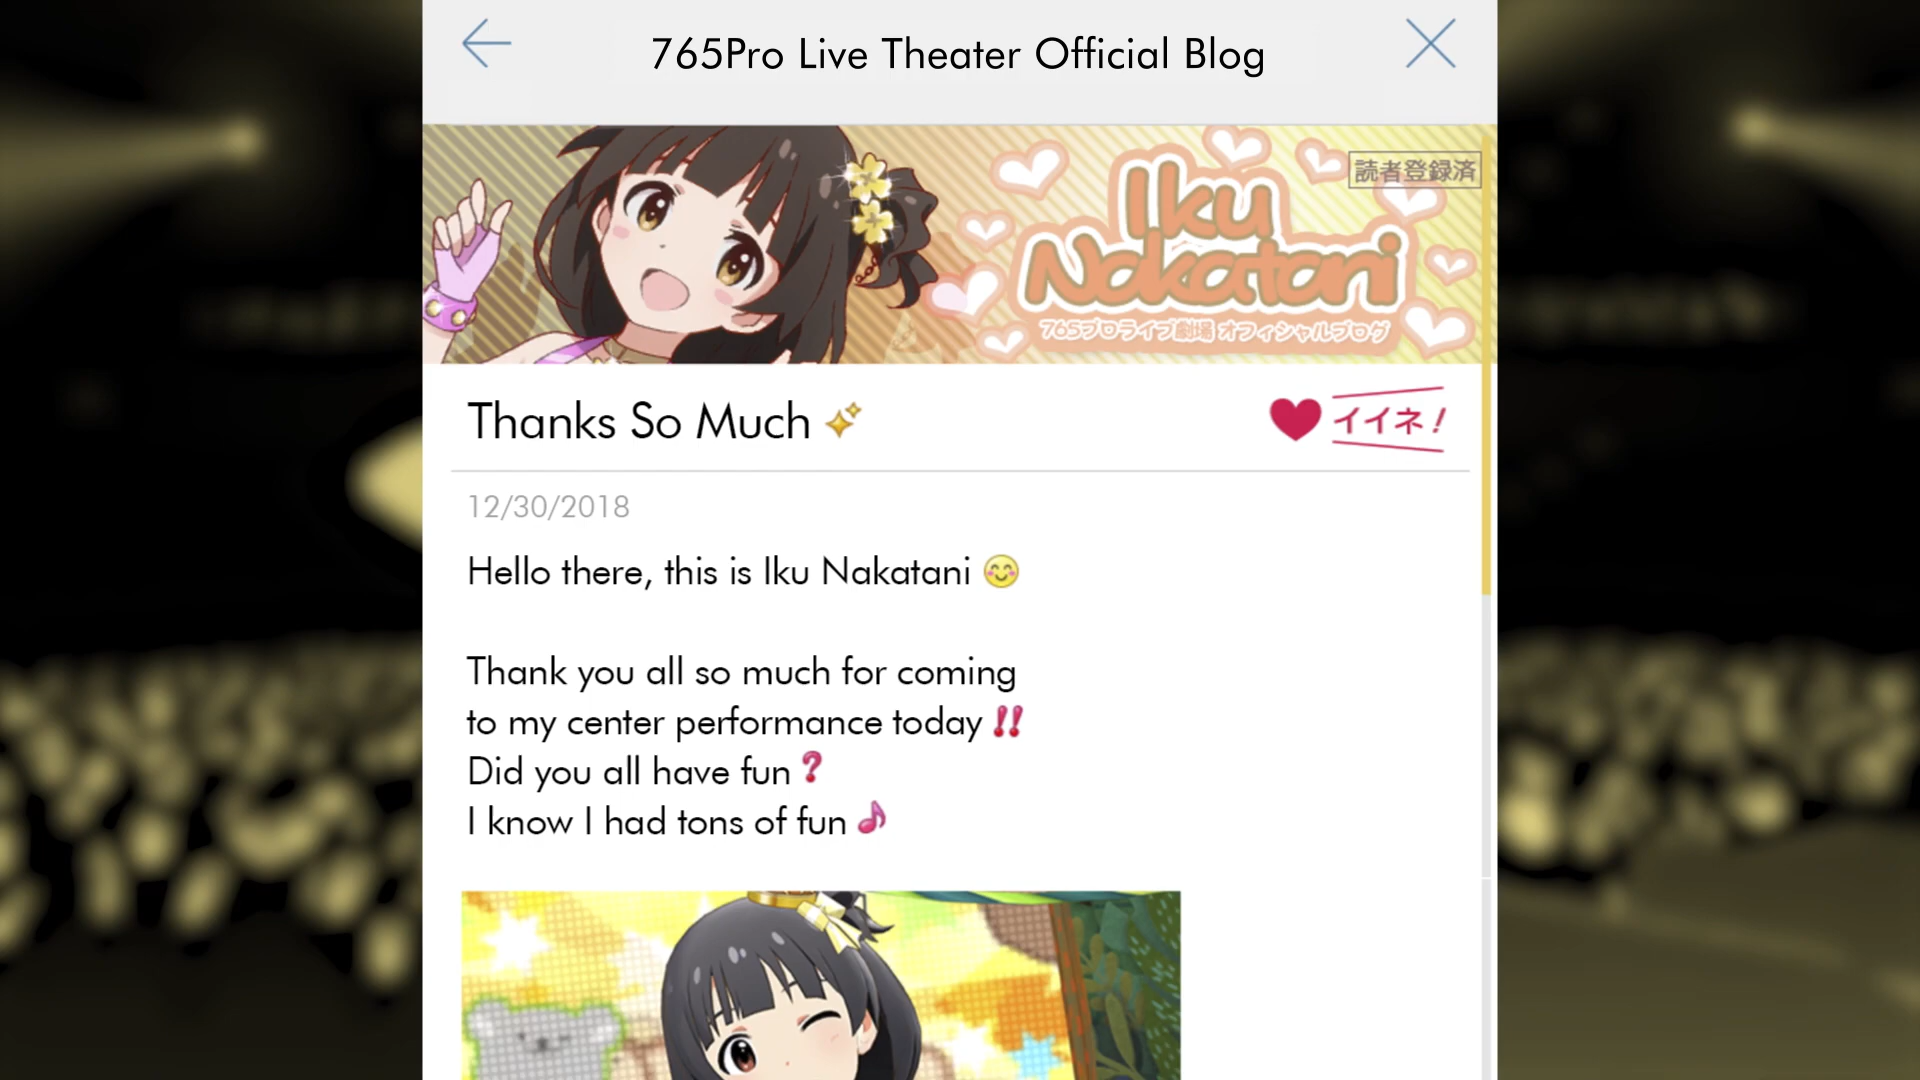 765Pro Live Theater Official Blog
読者登録済
Iku
Nakatani
765プロライブ劇場 オフィシャルブログ
Thanks So Much ✨
イイネ!
12/30/2018
Hello there, this is Iku Nakatani 😊
Thank you all so much for coming
to my center performance today ‼
Did you all have fun ❓
I know I had tons of fun 🎵